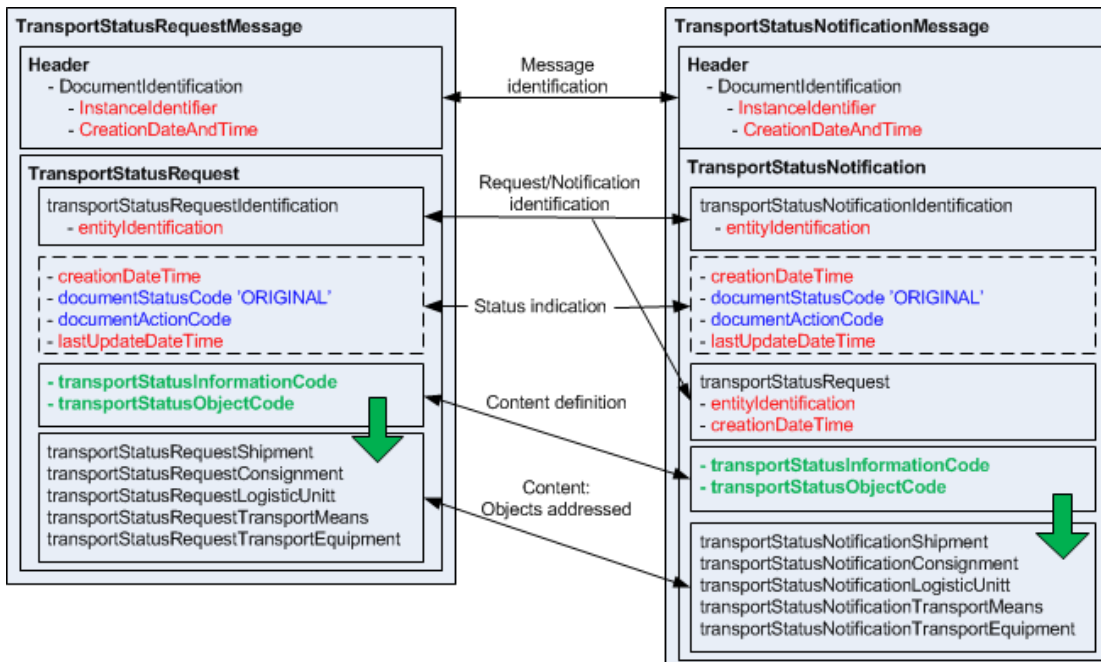 TransportStatusRequestMessage
Header
- DocumentIdentification
- InstanceIdentifier
- CreationDateAndTime
TransportStatusRequest
transportStatusRequestIdentification
- entityIdentification
- creationDateTime
- documentStatusCode 'ORIGINAL'
- documentActionCode
- lastUpdateDateTime
- transportStatusInformationCode
- transportStatusObjectCode
transportStatusRequestShipment
transportStatusRequestConsignment
transportStatusRequestLogisticUnitt
transportStatusRequestTransportMeans
transportStatusRequestTransportEquipment
Message
identification
Request/Notification
identification
Status indication
Content definition
Content:
Objects addressed
TransportStatusNotificationMessage
Header
- DocumentIdentification
- InstanceIdentifier
- CreationDateAndTime
TransportStatusNotification
transportStatusNotificationIdentification
- entityIdentification
- creationDateTime
- documentStatusCode 'ORIGINAL'
- documentActionCode
- lastUpdateDateTime
transportStatusRequest
- entityIdentification
- creationDateTime
- transportStatusInformationCode
- transportStatusObjectCode
transportStatusNotificationShipment
transportStatusNotificationConsignment
transportStatusNotificationLogisticUnitt
transportStatusNotificationTransportMeans
transportStatusNotificationTransportEquipment